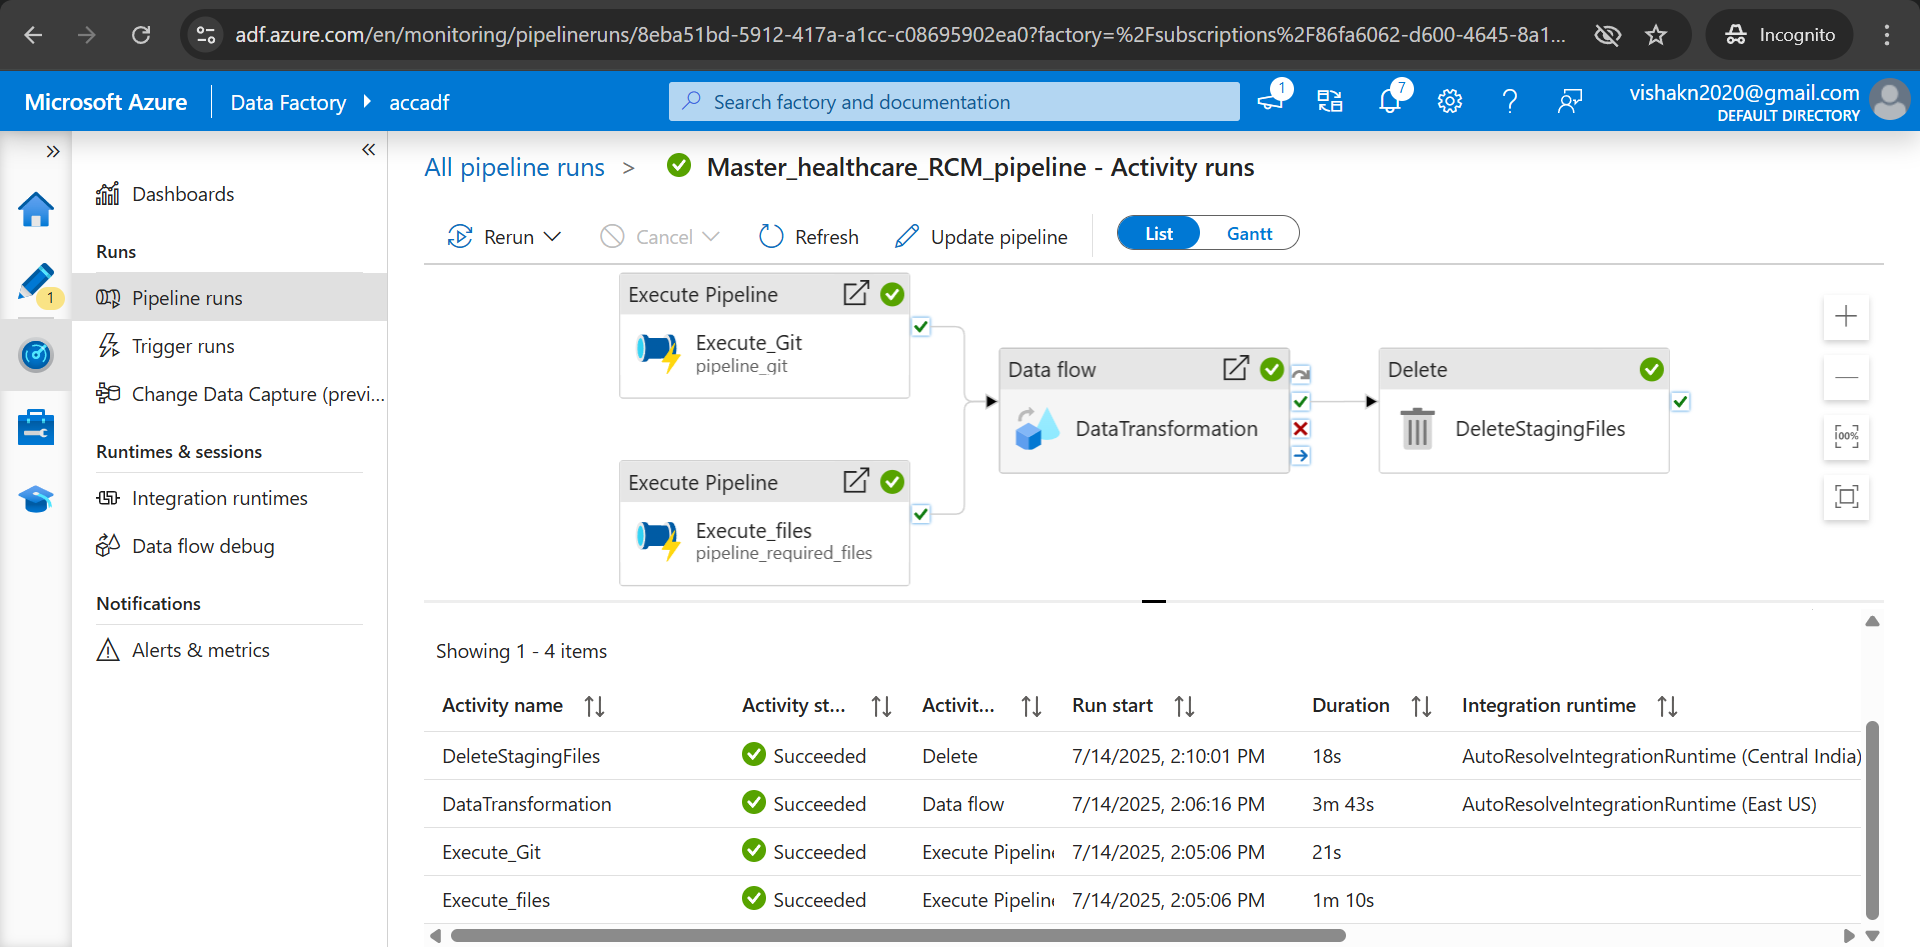 adf.azure.com/en/monitoring/pipelineruns/8eba51bd-5912-417a-a1cc-c08695902ea0?factory=%2Fsubscriptions%2F86fa6062-d600-4645-8a1...
Incognito
Microsoft Azure
Data Factory
accadf
Search factory and documentation
1
7
vishakn2020@gmail.com
DEFAULT DIRECTORY
»
«
1
Dashboards
Runs
Pipeline runs
Trigger runs
Change Data Capture (previ...
Runtimes & sessions
Integration runtimes
Data flow debug
Notifications
Alerts & metrics
All pipeline runs > Master_healthcare_RCM_pipeline - Activity runs
Rerun
Cancel
Refresh
Update pipeline
List
Gantt
Execute Pipeline
Execute_Git
pipeline_git
Execute Pipeline
Execute_files
pipeline_required_files
Data flow
DataTransformation
Delete
DeleteStagingFiles
100%
Showing 1 - 4 items
Activity name Activity st... Activit... Run start Duration Integration runtime
DeleteStagingFiles Succeeded Delete 7/14/2025, 2:10:01 PM 18s AutoResolveIntegrationRuntime (Central India)
DataTransformation Succeeded Data flow 7/14/2025, 2:06:16 PM 3m 43s AutoResolveIntegrationRuntime (East US)
Execute_Git Succeeded Execute Pipeline 7/14/2025, 2:05:06 PM 21s
Execute_files Succeeded Execute Pipeline 7/14/2025, 2:05:06 PM 1m 10s